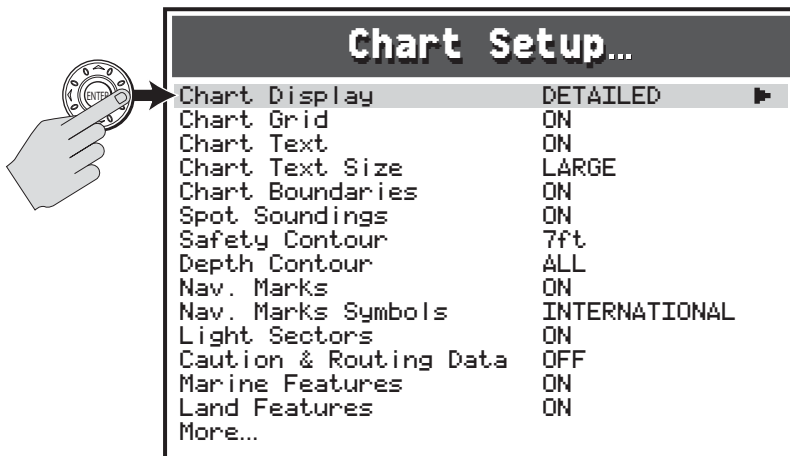 Chart Setup...
ENTER
Chart Display DETAILED
Chart Grid ON
Chart Text ON
Chart Text Size LARGE
Chart Boundaries ON
Spot Soundings ON
Safety Contour 7ft
Depth Contour ALL
Nav. Marks ON
Nav. Marks Symbols INTERNATIONAL
Light Sectors ON
Caution & Routing Data OFF
Marine Features ON
Land Features ON
More...